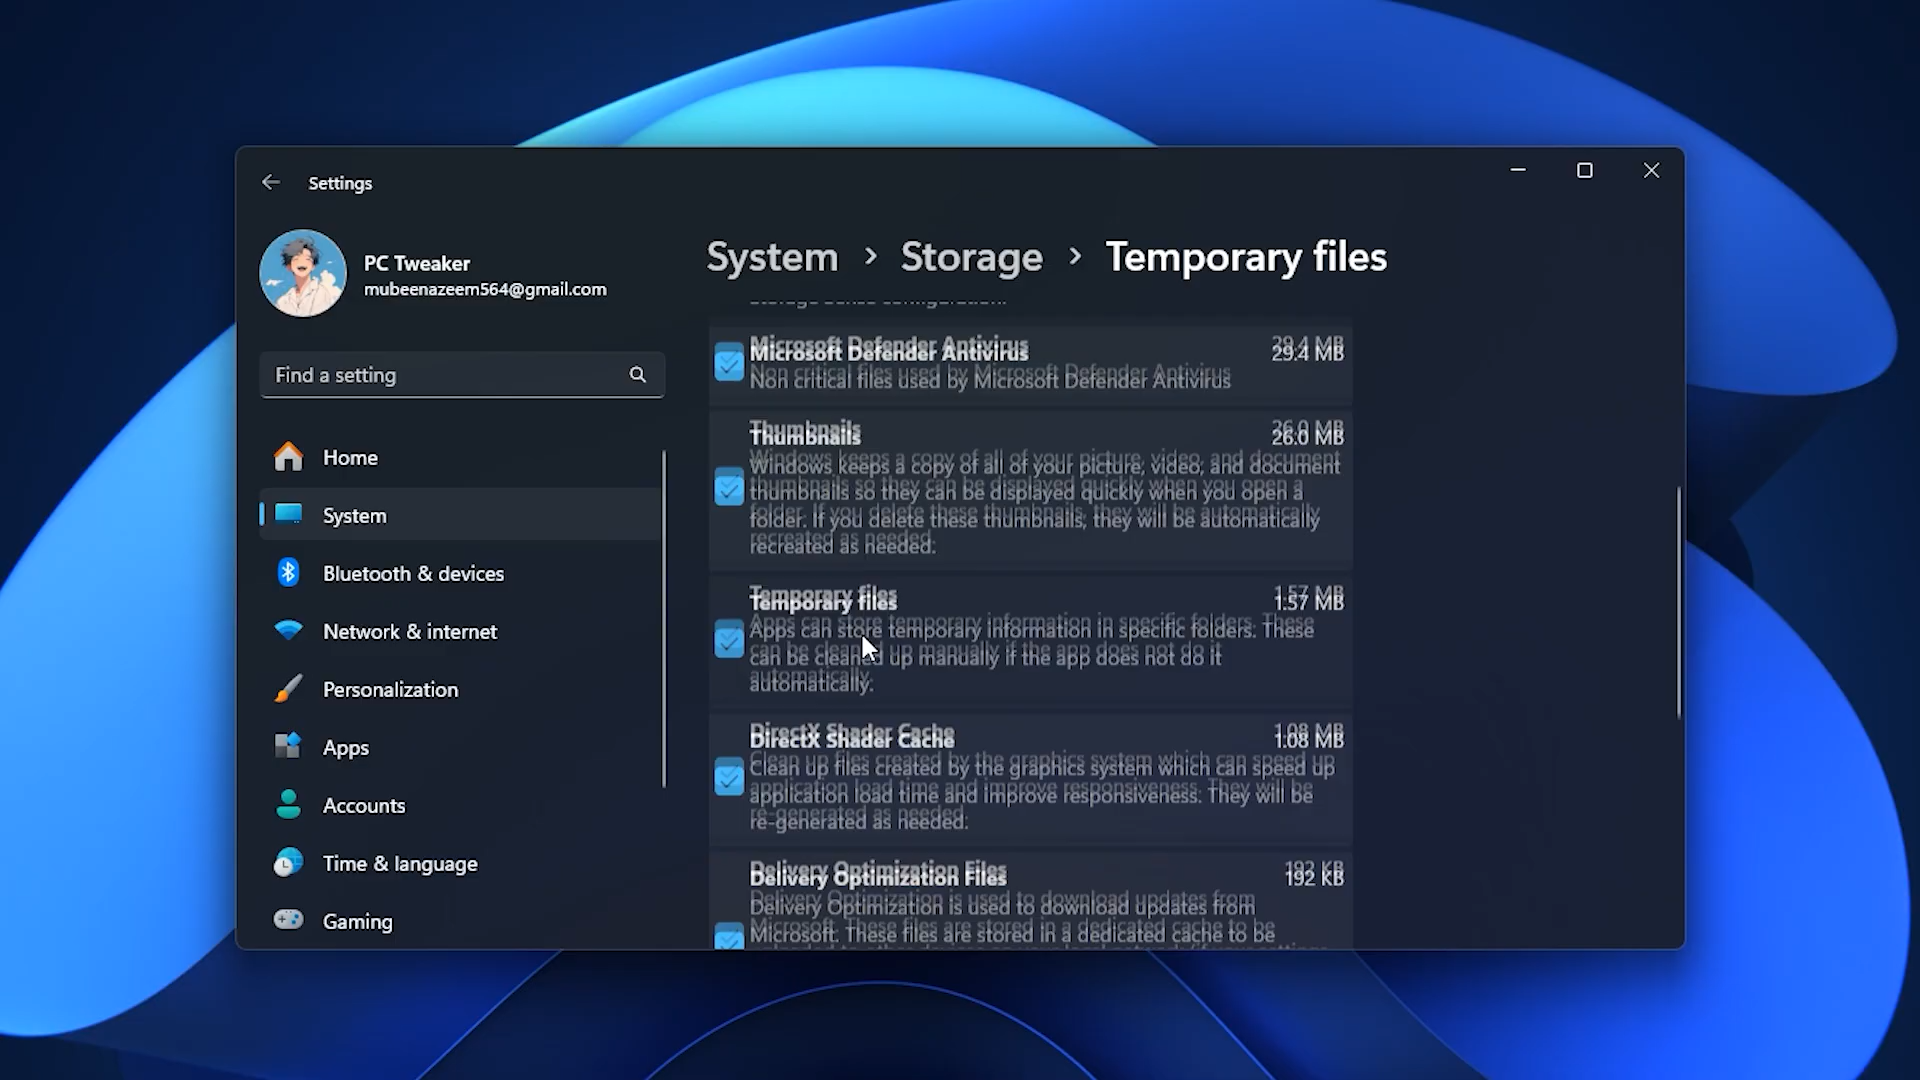 Settings
PC Tweaker
mubeenazeem564@gmail.com
Find a setting
Home
System
Bluetooth & devices
Network & internet
Personalization
Apps
Accounts
Time & language
Gaming
System > Storage > Temporary files
Microsoft Defender Antivirus 29.4 MB
Non critical files used by Microsoft Defender Antivirus
Thumbnails 26.0 MB
Windows keeps a copy of all of your picture, video, and document
thumbnails so they can be displayed quickly when you open a
folder. If you delete these thumbnails, they will be automatically
recreated as needed.
Temporary files 1.57 MB
Apps can store temporary information in specific folders. These
can be cleaned up manually if the app does not do it
automatically.
DirectX Shader Cache 1.08 MB
Clean up files created by the graphics system which can speed up
application load time and improve responsiveness. They will be
re-generated as needed.
Delivery Optimization Files 192 KB
Delivery Optimization is used to download updates from
Microsoft. These files are stored in a dedicated cache to be